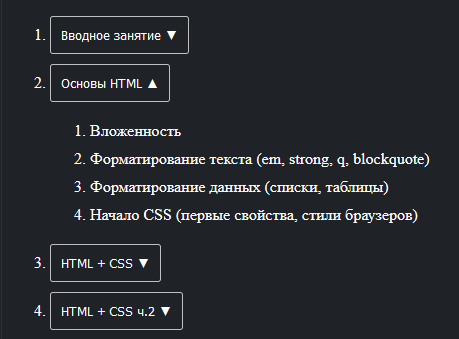 1. Вводное занятие ▼
2. Основы HTML ▲
1. Вложенность
2. Форматирование текста (em, strong, q, blockquote)
3. Форматирование данных (списки, таблицы)
4. Начало CSS (первые свойства, стили браузеров)
3. HTML + CSS ▼
4. HTML + CSS ч.2 ▼